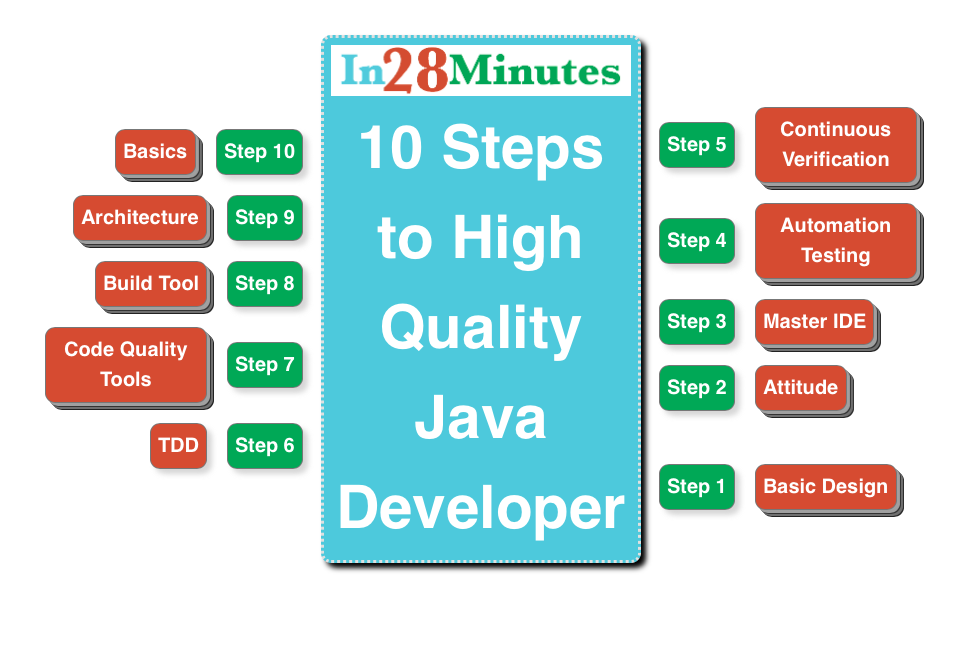 In28Minutes
10 Steps
to High
Quality
Java
Developer
Step 10
Basics
Step 9
Architecture
Step 8
Build Tool
Step 7
Code Quality
Tools
Step 6
TDD
Step 5
Continuous
Verification
Step 4
Automation
Testing
Step 3
Master IDE
Step 2
Attitude
Step 1
Basic Design